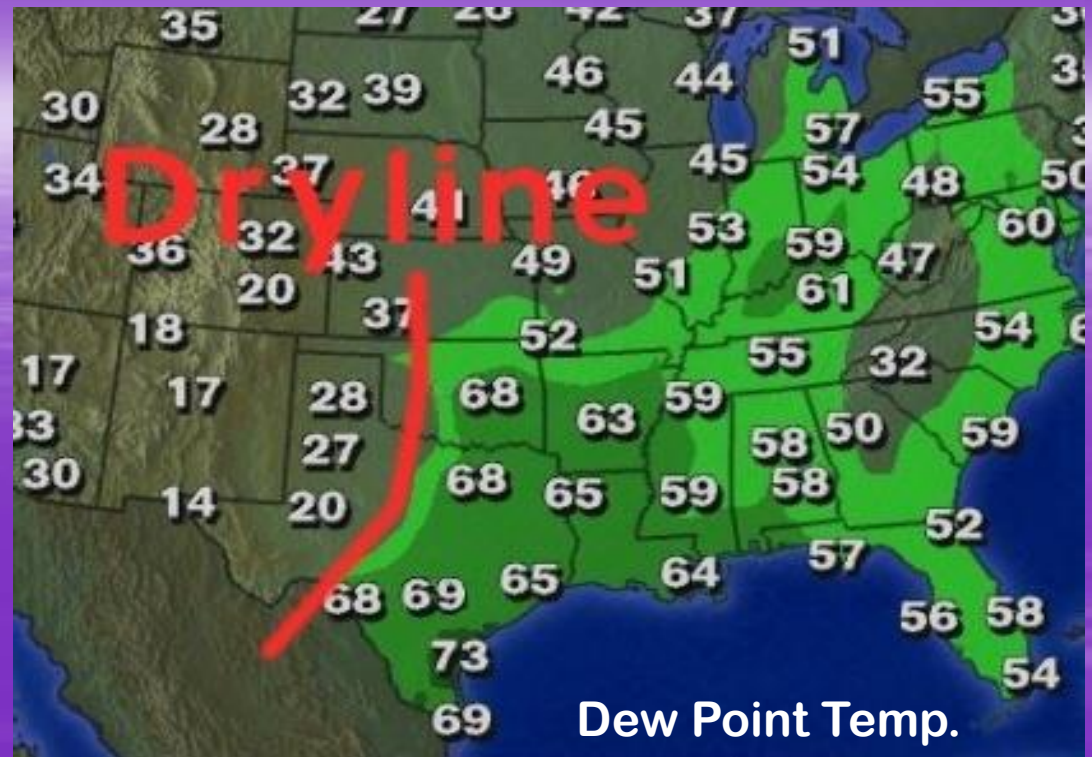 35 27 26 42 37
51
46 44
30 32 39 55
28 45 57
34 37 46 45 54 48 50
Dryline
41
36 32 43 53 59 60
49 51 47
20 61
18 37 52 54
55
17 17 28 68 59 32
33 27 63 58 50 59
30 68 58
14 20 65 59
52
57
68 69 65 64
56 58
73
54
69
Dew Point Temp.